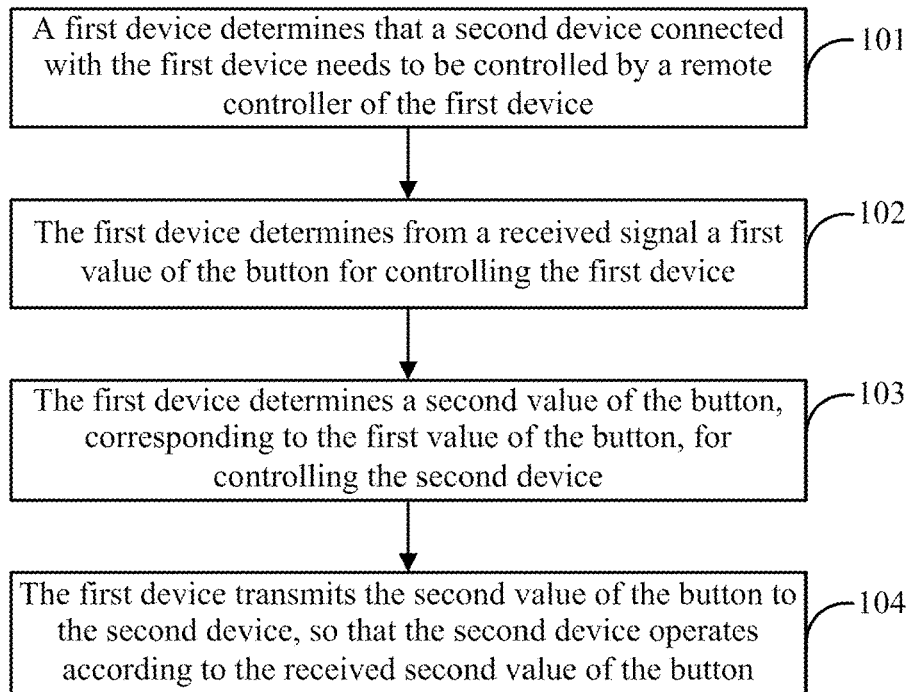 A first device determines that a second device connected
with the first device needs to be controlled by a remote
controller of the first device
101
The first device determines from a received signal a first
value of the button for controlling the first device
102
The first device determines a second value of the button,
corresponding to the first value of the button, for
controlling the second device
103
The first device transmits the second value of the button to
the second device, so that the second device operates
according to the received second value of the button
104